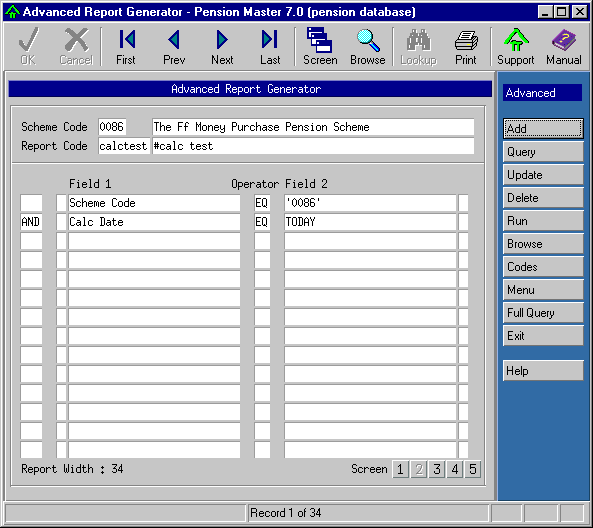 Advanced Report Generator - Pension Master 7.0 (pension database)
OK Cancel First Prev Next Last Screen Browse Lookup Print Support Manual
Advanced Report Generator
Scheme Code 0086 The Ff Money Purchase Pension Scheme
Report Code calctest #calc test
Field 1 Operator Field 2
Scheme Code EQ '0086'
AND Calc Date EQ TODAY
Report Width : 34 Screen 1 2 3 4 5
Advanced
Add
Query
Update
Delete
Run
Browse
Codes
Menu
Full Query
Exit
Help
Record 1 of 34